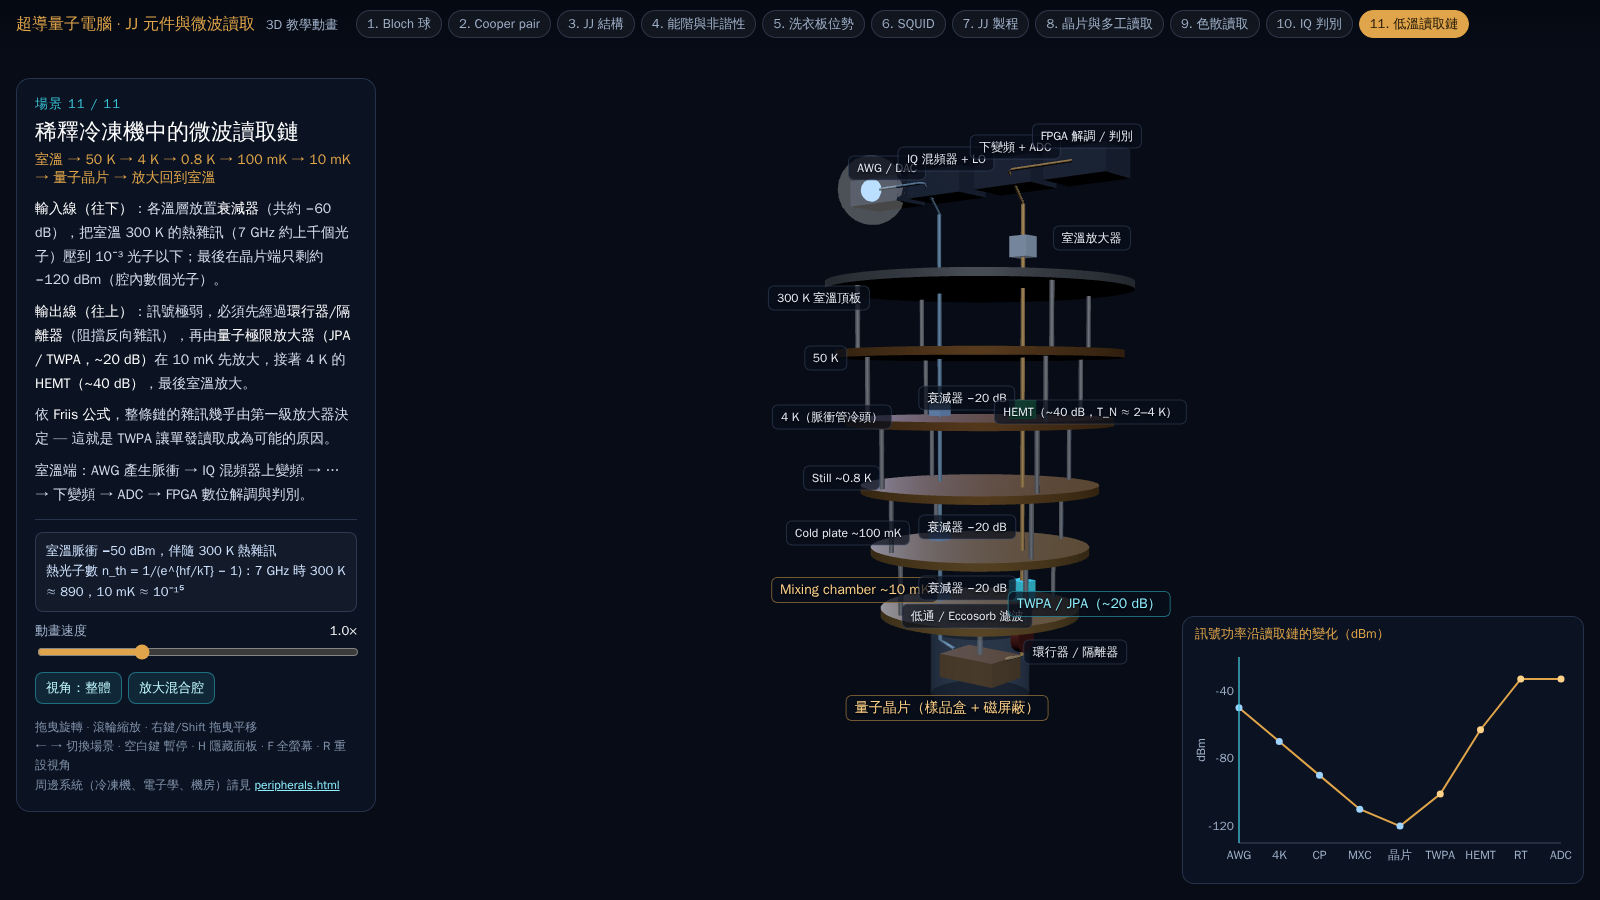 超導量子電腦 · JJ 元件與微波讀取 3D 教學動畫
1. Bloch 球
2. Cooper pair
3. JJ 結構
4. 能階與非諧性
5. 洗衣板位勢
6. SQUID
7. JJ 製程
8. 晶片與多工讀取
9. 色散讀取
10. IQ 判別
11. 低溫讀取鏈
場景 11 / 11
稀釋冷凍機中的微波讀取鏈
室溫 → 50 K → 4 K → 0.8 K → 100 mK → 10 mK
→ 量子晶片 → 放大回到室溫
輸入線（往下）：各溫層放置衰減器（共約 −60
dB），把室溫 300 K 的熱雜訊（7 GHz 約上千個光
子）壓到 10⁻³ 光子以下；最後在晶片端只剩約
−120 dBm（腔內數個光子）。
輸出線（往上）：訊號極弱，必須先經過環行器/隔
離器（阻擋反向雜訊），再由量子極限放大器（JPA
/ TWPA，~20 dB）在 10 mK 先放大，接著 4 K 的
HEMT（~40 dB），最後室溫放大。
依 Friis 公式，整條鏈的雜訊幾乎由第一級放大器決
定 — 這就是 TWPA 讓單發讀取成為可能的原因。
室溫端：AWG 產生脈衝 → IQ 混頻器上變頻 → ⋯
→ 下變頻 → ADC → FPGA 數位解調與判別。
室溫脈衝 −50 dBm，伴隨 300 K 熱雜訊
熱光子數 n_th = 1/(e^{hf/kT} − 1)：7 GHz 時 300 K
≈ 890，10 mK ≈ 10⁻¹⁵
動畫速度 1.0×
視角：整體
放大混合腔
拖曳旋轉 · 滾輪縮放 · 右鍵/Shift 拖曳平移
← → 切換場景 · 空白鍵 暫停 · H 隱藏面板 · F 全螢幕 · R 重
設視角
周邊系統（冷凍機、電子學、機房）請見 peripherals.html
FPGA 解調 / 判別
下變頻 + ADC
IQ 混頻器 + LO
AWG / DAC
室溫放大器
300 K 室溫頂板
50 K
衰減器 −20 dB
HEMT（~40 dB，T_N ≈ 2–4 K）
4 K（脈衝管冷頭）
Still ~0.8 K
衰減器 −20 dB
Cold plate ~100 mK
Mixing chamber ~10 mK
衰減器 −20 dB
TWPA / JPA（~20 dB）
低通 / Eccosorb 濾波
環行器 / 隔離器
量子晶片（樣品盒 + 磁屏蔽）
訊號功率沿讀取鏈的變化（dBm）
-40
-80
-120
dBm
AWG 4K CP MXC 晶片 TWPA HEMT RT ADC